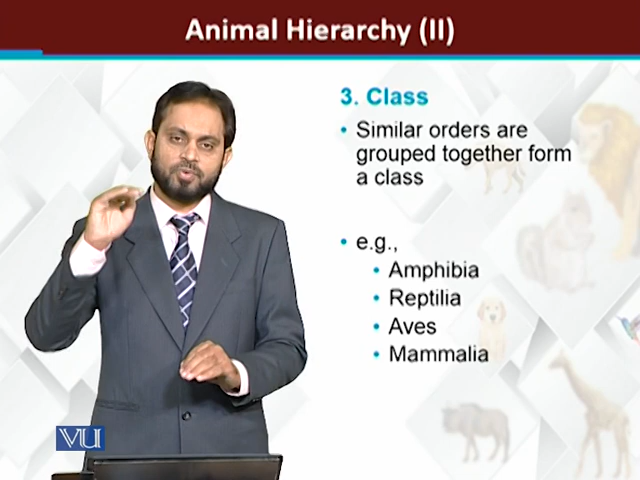 Animal Hierarchy (II)
3. Class
• Similar orders are
grouped together form
a class
• e.g.,
• Amphibia
• Reptilia
• Aves
• Mammalia
VU